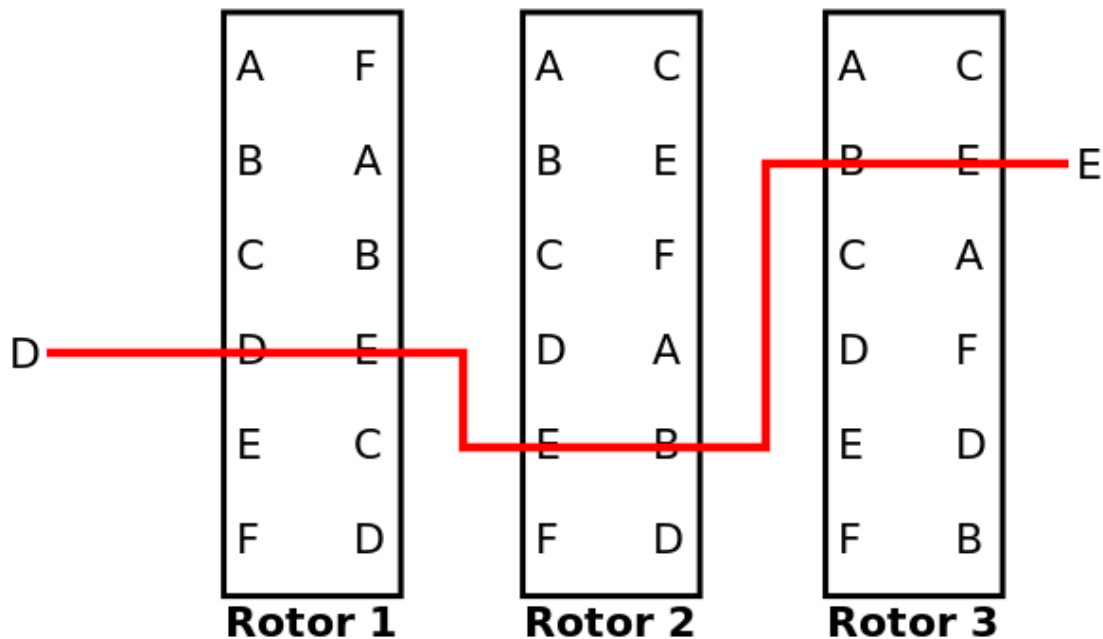 A F A C A C
B A B E B E E
C B C F C A
D D E D A D F
E C E B E D
F D F D F B
Rotor 1 Rotor 2 Rotor 3